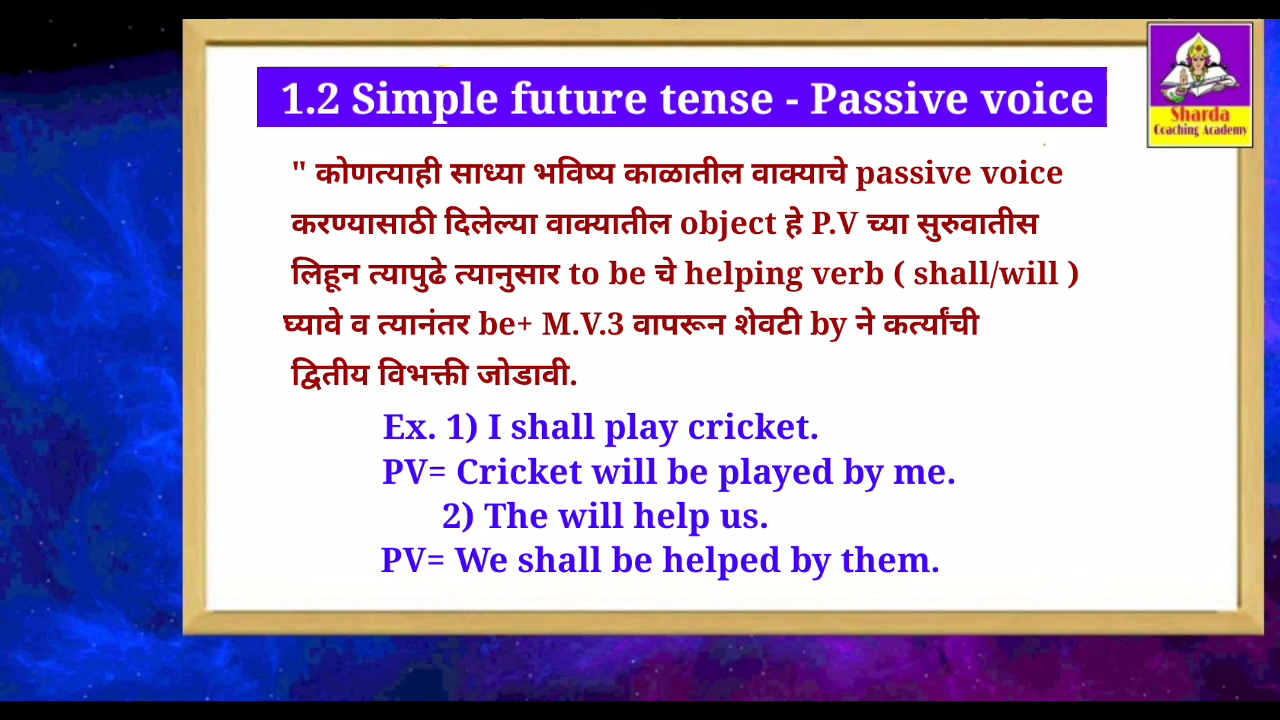 1.2 Simple future tense - Passive voice
Sharda
Coaching Academy
" कोणत्याही साध्या भविष्य काळातील वाक्याचे passive voice
करण्यासाठी दिलेल्या वाक्यातील object हे P.V च्या सुरुवातीस
लिहून त्यापुढे त्यानुसार to be चे helping verb ( shall/will )
घ्यावे व त्यानंतर be+ M.V.3 वापरून शेवटी by ने कर्त्यांची
द्वितीय विभक्ती जोडावी.
Ex. 1) I shall play cricket.
PV= Cricket will be played by me.
2) The will help us.
PV= We shall be helped by them.